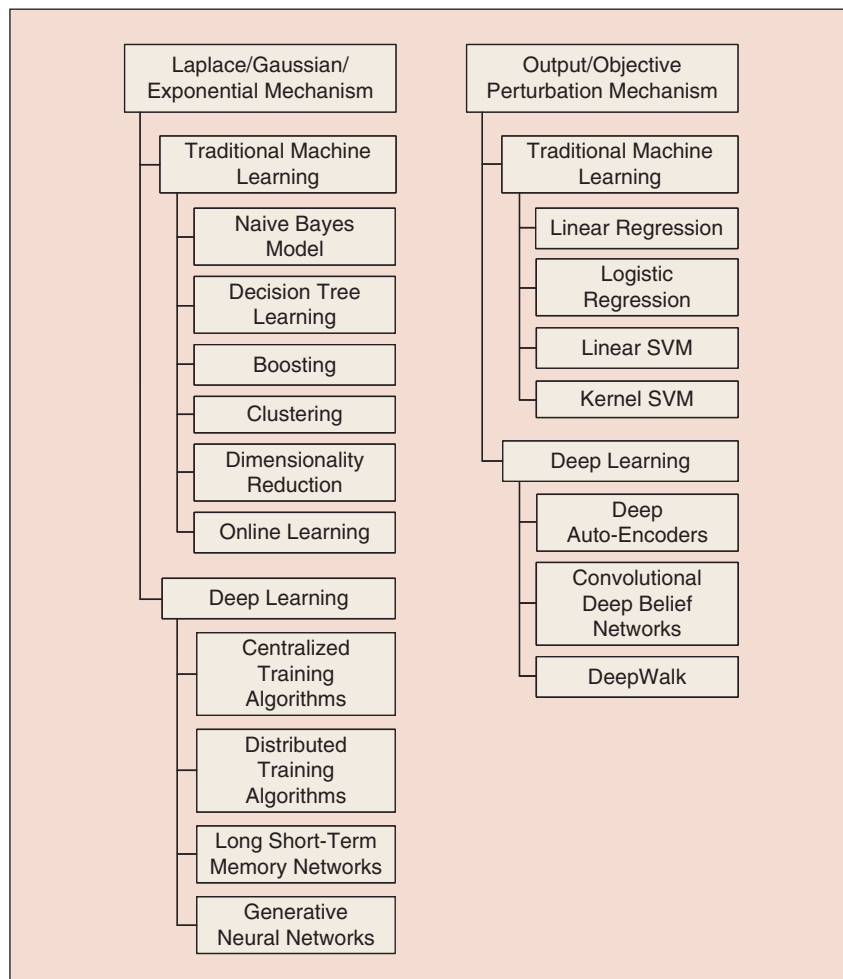 Laplace/Gaussian/
Exponential Mechanism
Traditional Machine
Learning
Naive Bayes
Model
Decision Tree
Learning
Boosting
Clustering
Dimensionality
Reduction
Online Learning
Deep Learning
Centralized
Training
Algorithms
Distributed
Training
Algorithms
Long Short-Term
Memory Networks
Generative
Neural Networks
Output/Objective
Perturbation Mechanism
Traditional Machine
Learning
Linear Regression
Logistic
Regression
Linear SVM
Kernel SVM
Deep Learning
Deep
Auto-Encoders
Convolutional
Deep Belief
Networks
DeepWalk